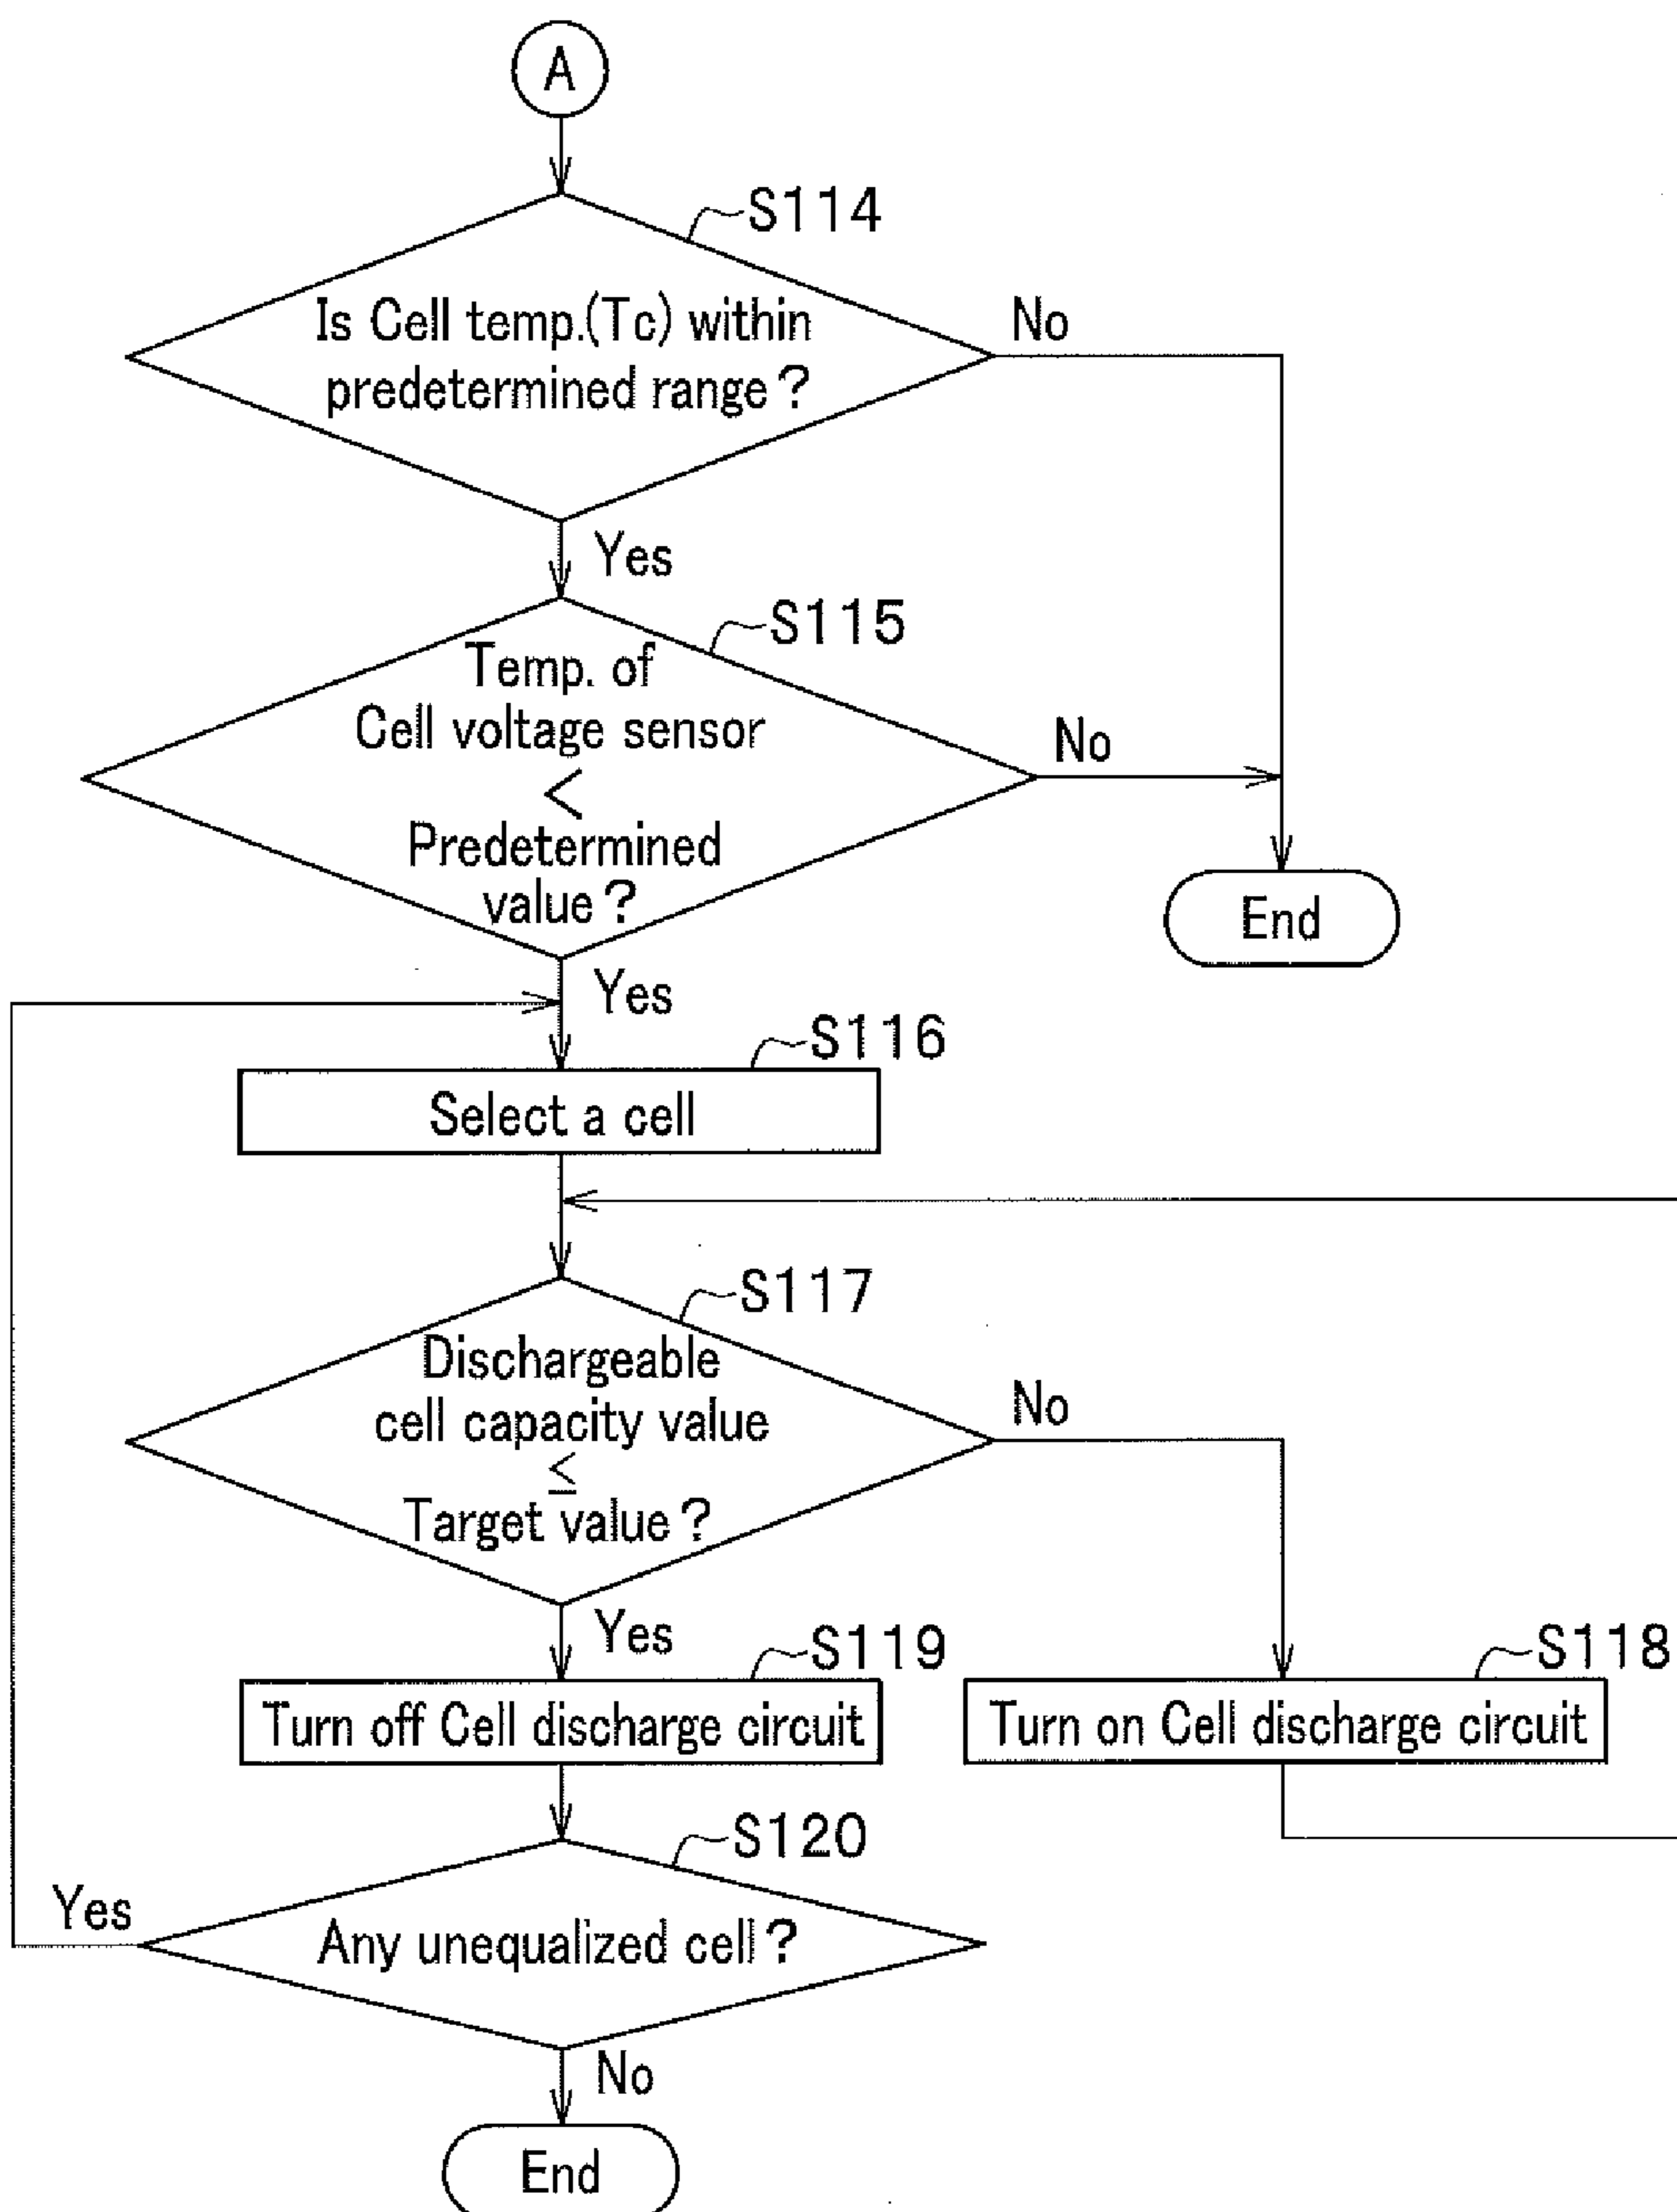 A
S114
Is Cell temp.(Tc) within
predetermined range?
No
Yes
S115
Temp. of
Cell voltage sensor
<
Predetermined
value?
No
End
Yes
S116
Select a cell
S117
Dischargeable
cell capacity value
≤
Target value?
No
Yes
S119
Turn off Cell discharge circuit
S118
Turn on Cell discharge circuit
S120
Yes
Any unequalized cell?
No
End